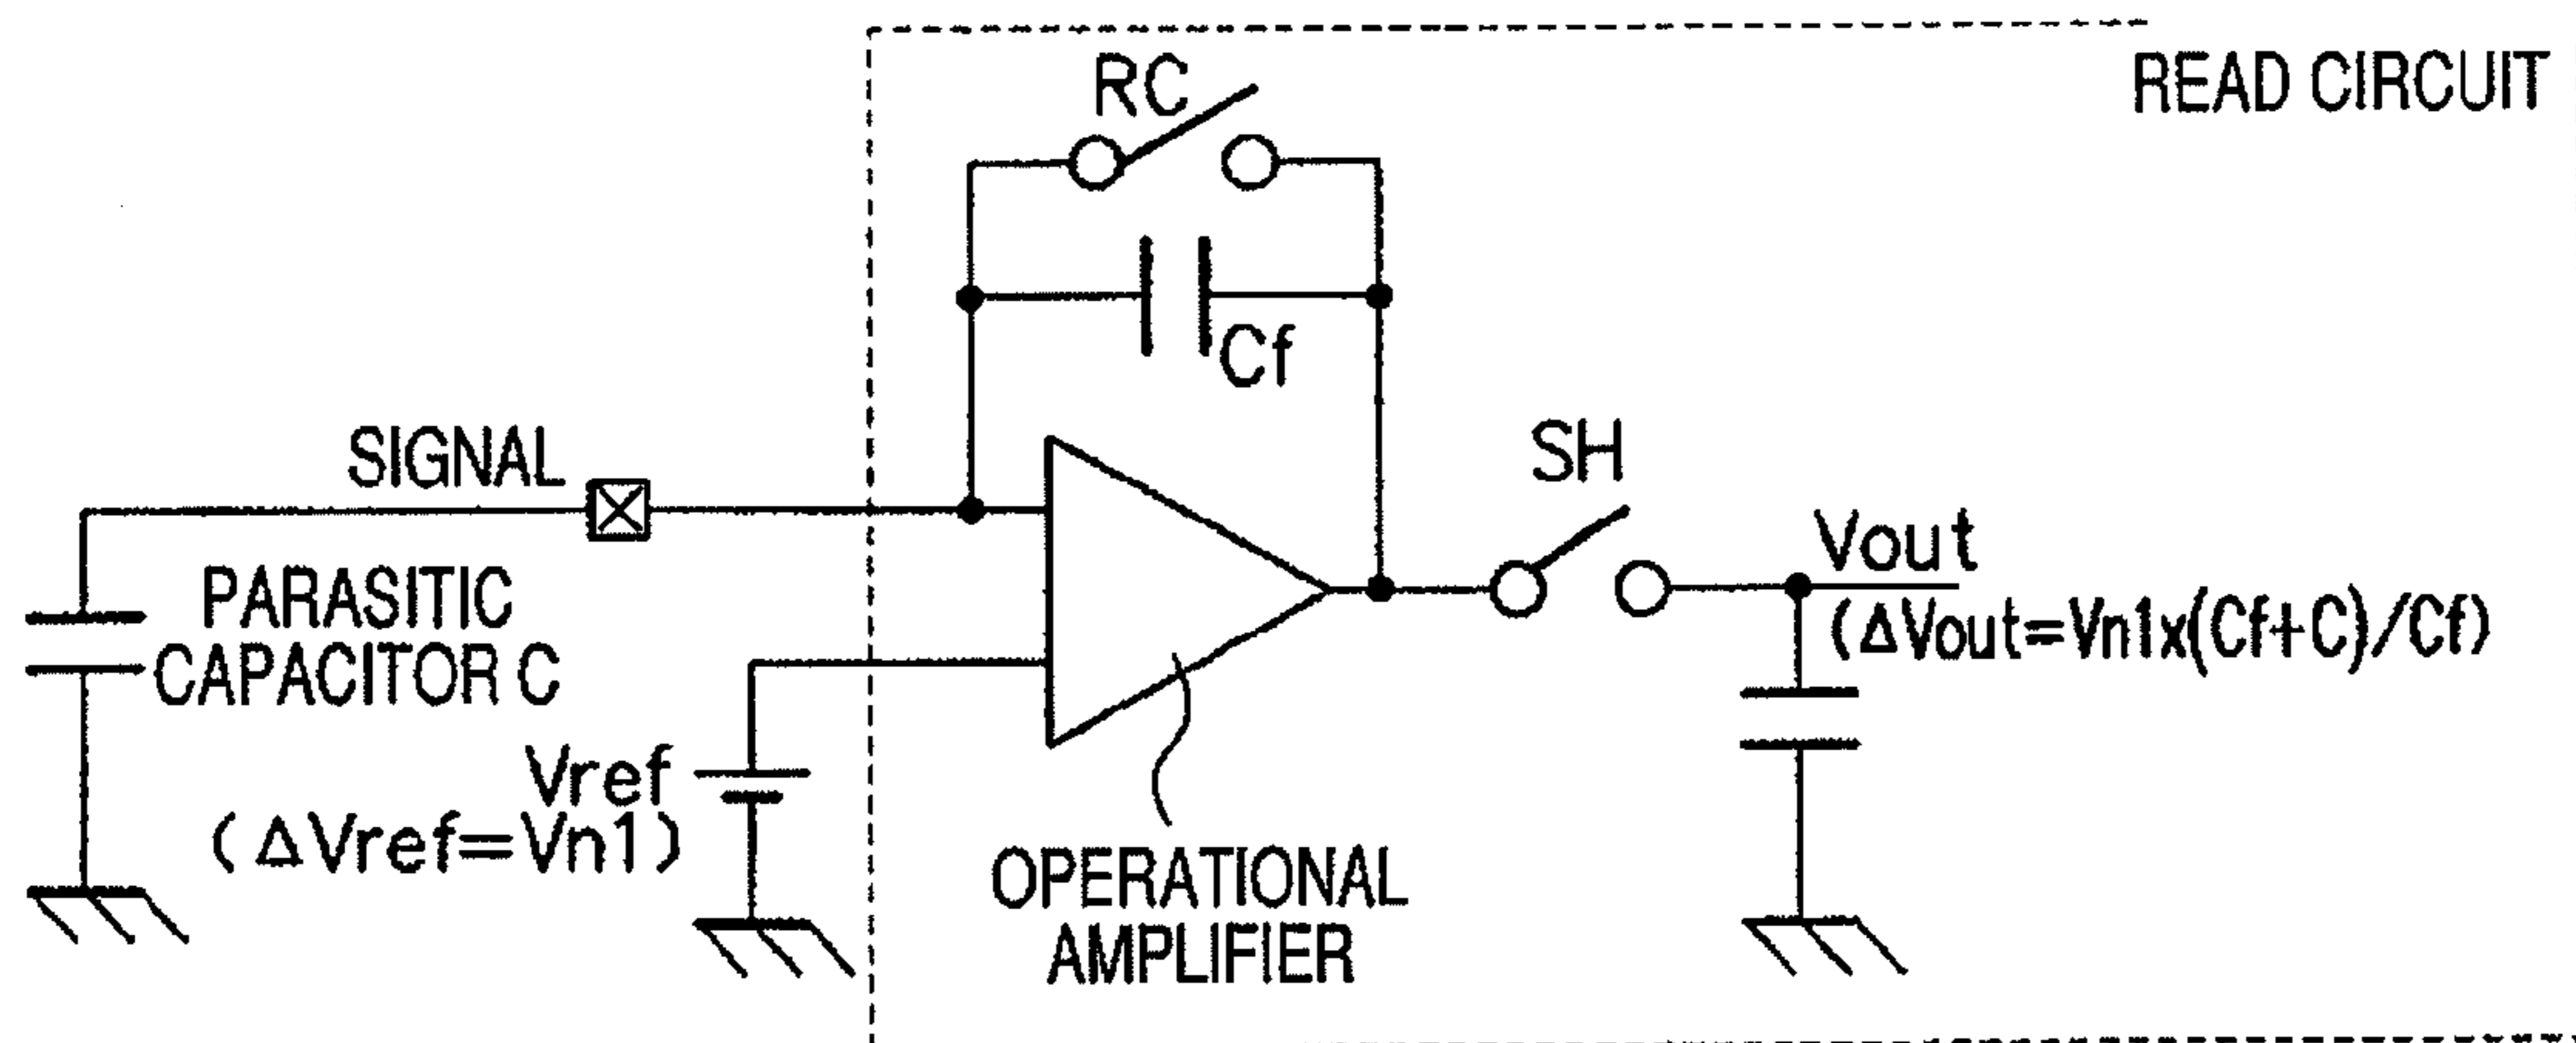 READ CIRCUIT
RC
Cf
SIGNAL
SH
Vout
(ΔVout=Vn1x(Cf+C)/Cf)
PARASITIC
CAPACITOR C
Vref
(ΔVref=Vn1)
OPERATIONAL
AMPLIFIER